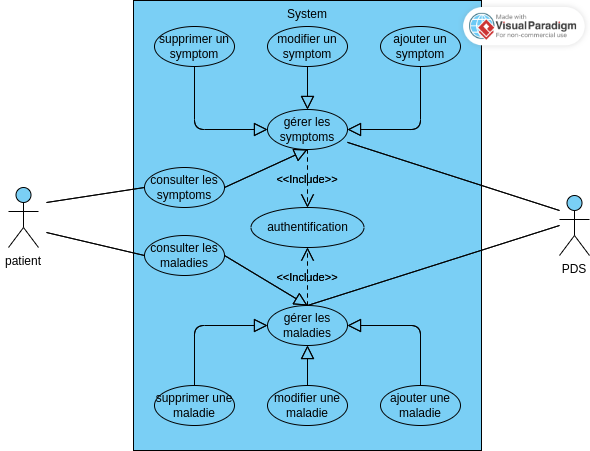 System
Made with
Visual Paradigm
For non-commercial use
supprimer un
symptom
modifier un
symptom
ajouter un
symptom
gérer les
symptoms
consulter les
symptoms
<<Include>>
patient
authentification
PDS
consulter les
maladies
<<Include>>
gérer les
maladies
supprimer une
maladie
modifier une
maladie
ajouter une
maladie